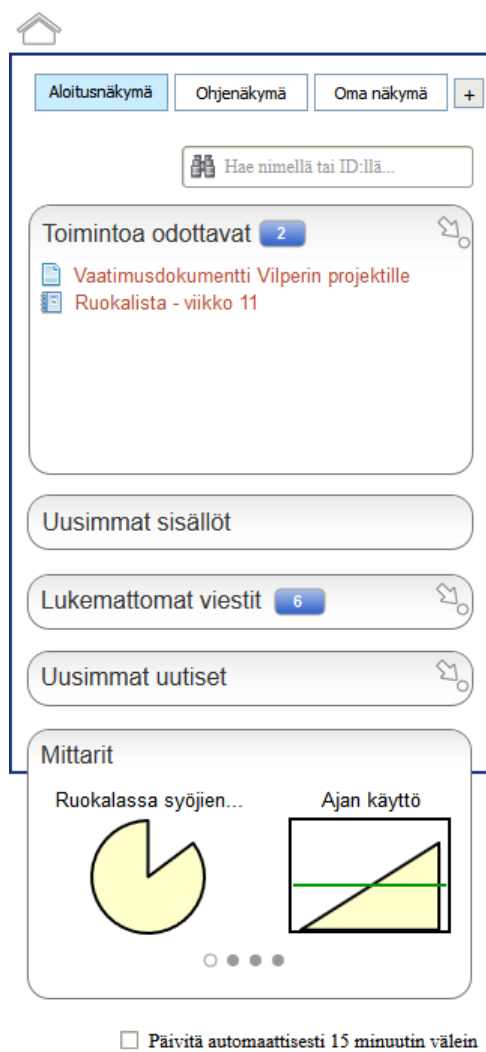 Aloitusnäkymä Ohjenäkymä Oma näkymä +
Hae nimellä tai ID:llä...
Toimintoa odottavat 2
Vaatimusdokumentti Vilperin projektille
Ruokalista - viikko 11
Uusimmat sisällöt
Lukemattomat viestit 6
Uusimmat uutiset
Mittarit
Ruokalassa syöjien... Ajan käyttö
Päivitä automaattisesti 15 minuutin välein